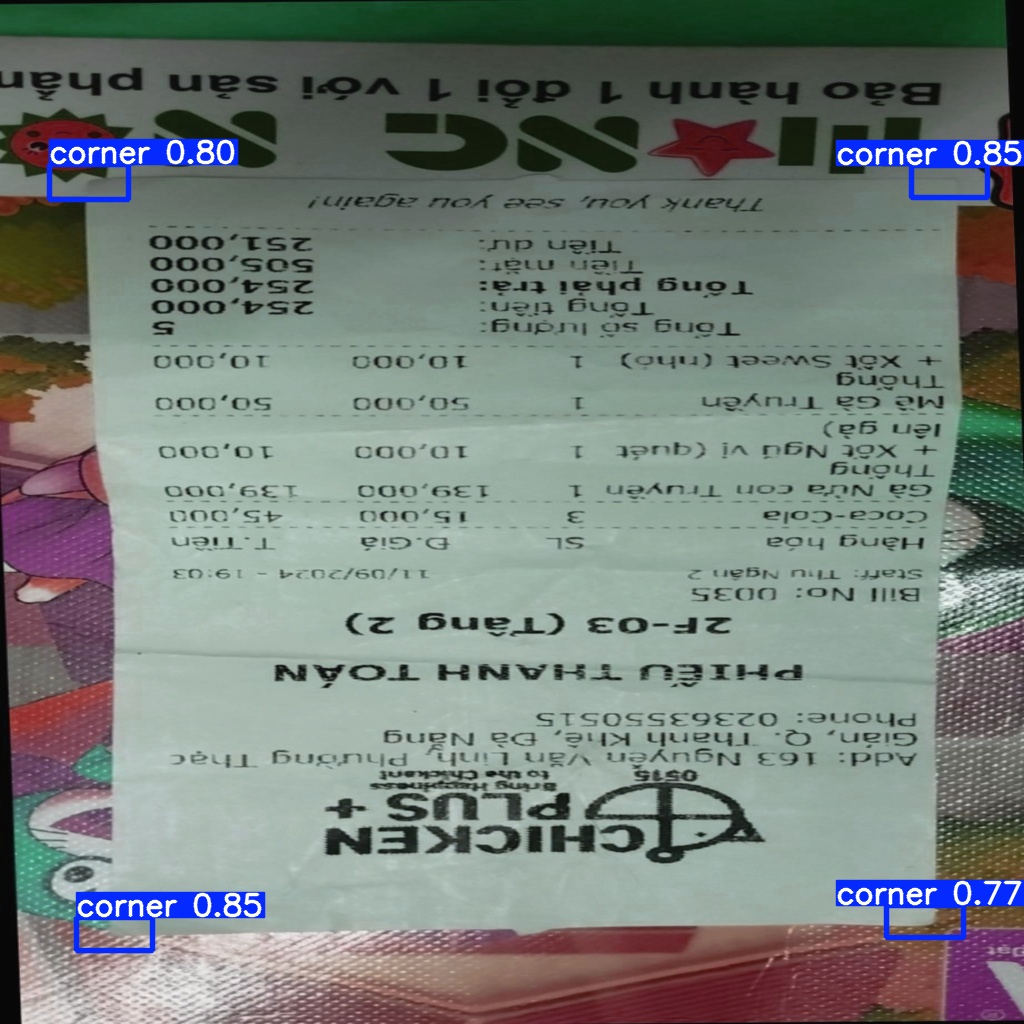 corner 0.80
corner 0.85
corner 0.85
corner 0.77
CHICKEN
PLUS +
Bring Happiness
to the Chickent
0515
Add: 163 Nguyễn Văn Linh, Phường Thạc
Gián, Q. Thanh Khê, Đà Nẵng
Phone: 02363550515
PHIẾU THANH TOÁN
2F-03 (Tầng 2)
Bill No: 0035
Staff: Thu Ngân 2 11/09/2024 - 19:03
Hàng hóa SL Đ.Giá T.Tiền
Coca-Cola 3 15,000 45,000
Gà Nửa con Truyền 1 139,000 139,000
Thống
+ Xốt Ngũ vị (quết 1 10,000 10,000
lên gà)
Mề Gà Truyền 1 50,000 50,000
Thống
+ Xốt Sweet (nhỏ) 1 10,000 10,000
Tổng số lượng: 5
Tổng tiền: 254,000
Tổng phải trả: 254,000
Tiền mặt: 505,000
Tiền dư: 251,000
Thank you, see you again!
Bảo hành 1 đổi 1 với sản